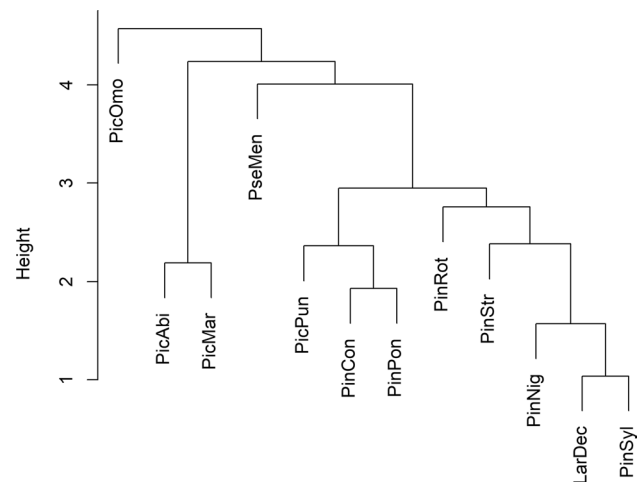 Height
4
3
2
1
PicOmo
PicAbi
PicMar
PseMen
PicPun
PinCon
PinPon
PinRot
PinStr
PinNig
LarDec
PinSyl